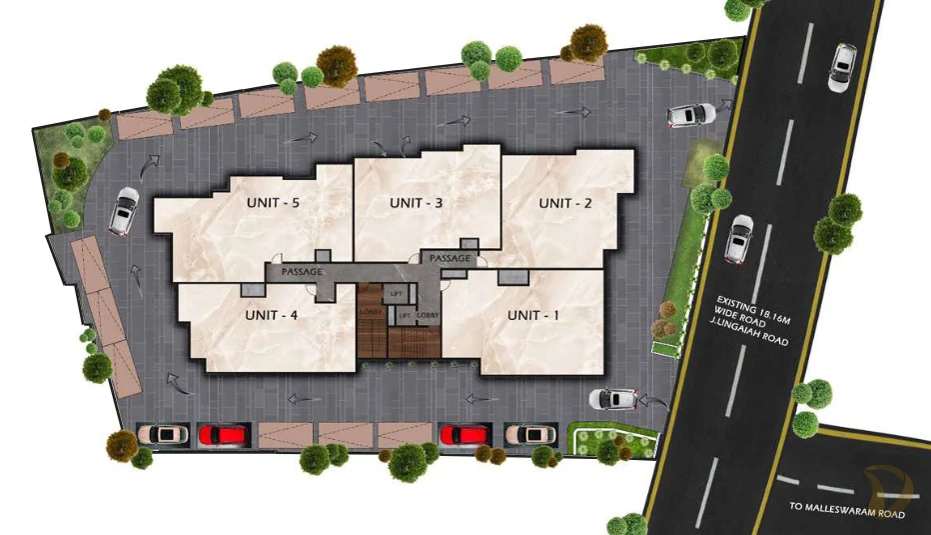 UNIT - 5
UNIT - 3
UNIT - 2
PASSAGE
PASSAGE
LIFT
UNIT - 4
LOBBY
LIFT
LOBBY
UNIT - 1
EXISTING 18.16M
WIDE ROAD
J.LINGAIAH ROAD
TO MALLESWARAM ROAD